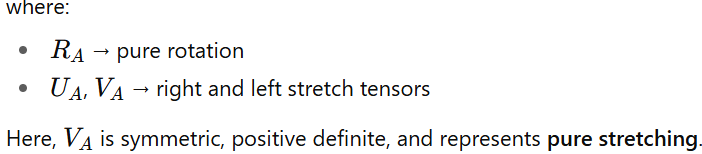 where:
• R_A → pure rotation
• U_A, V_A → right and left stretch tensors
Here, V_A is symmetric, positive definite, and represents pure stretching.